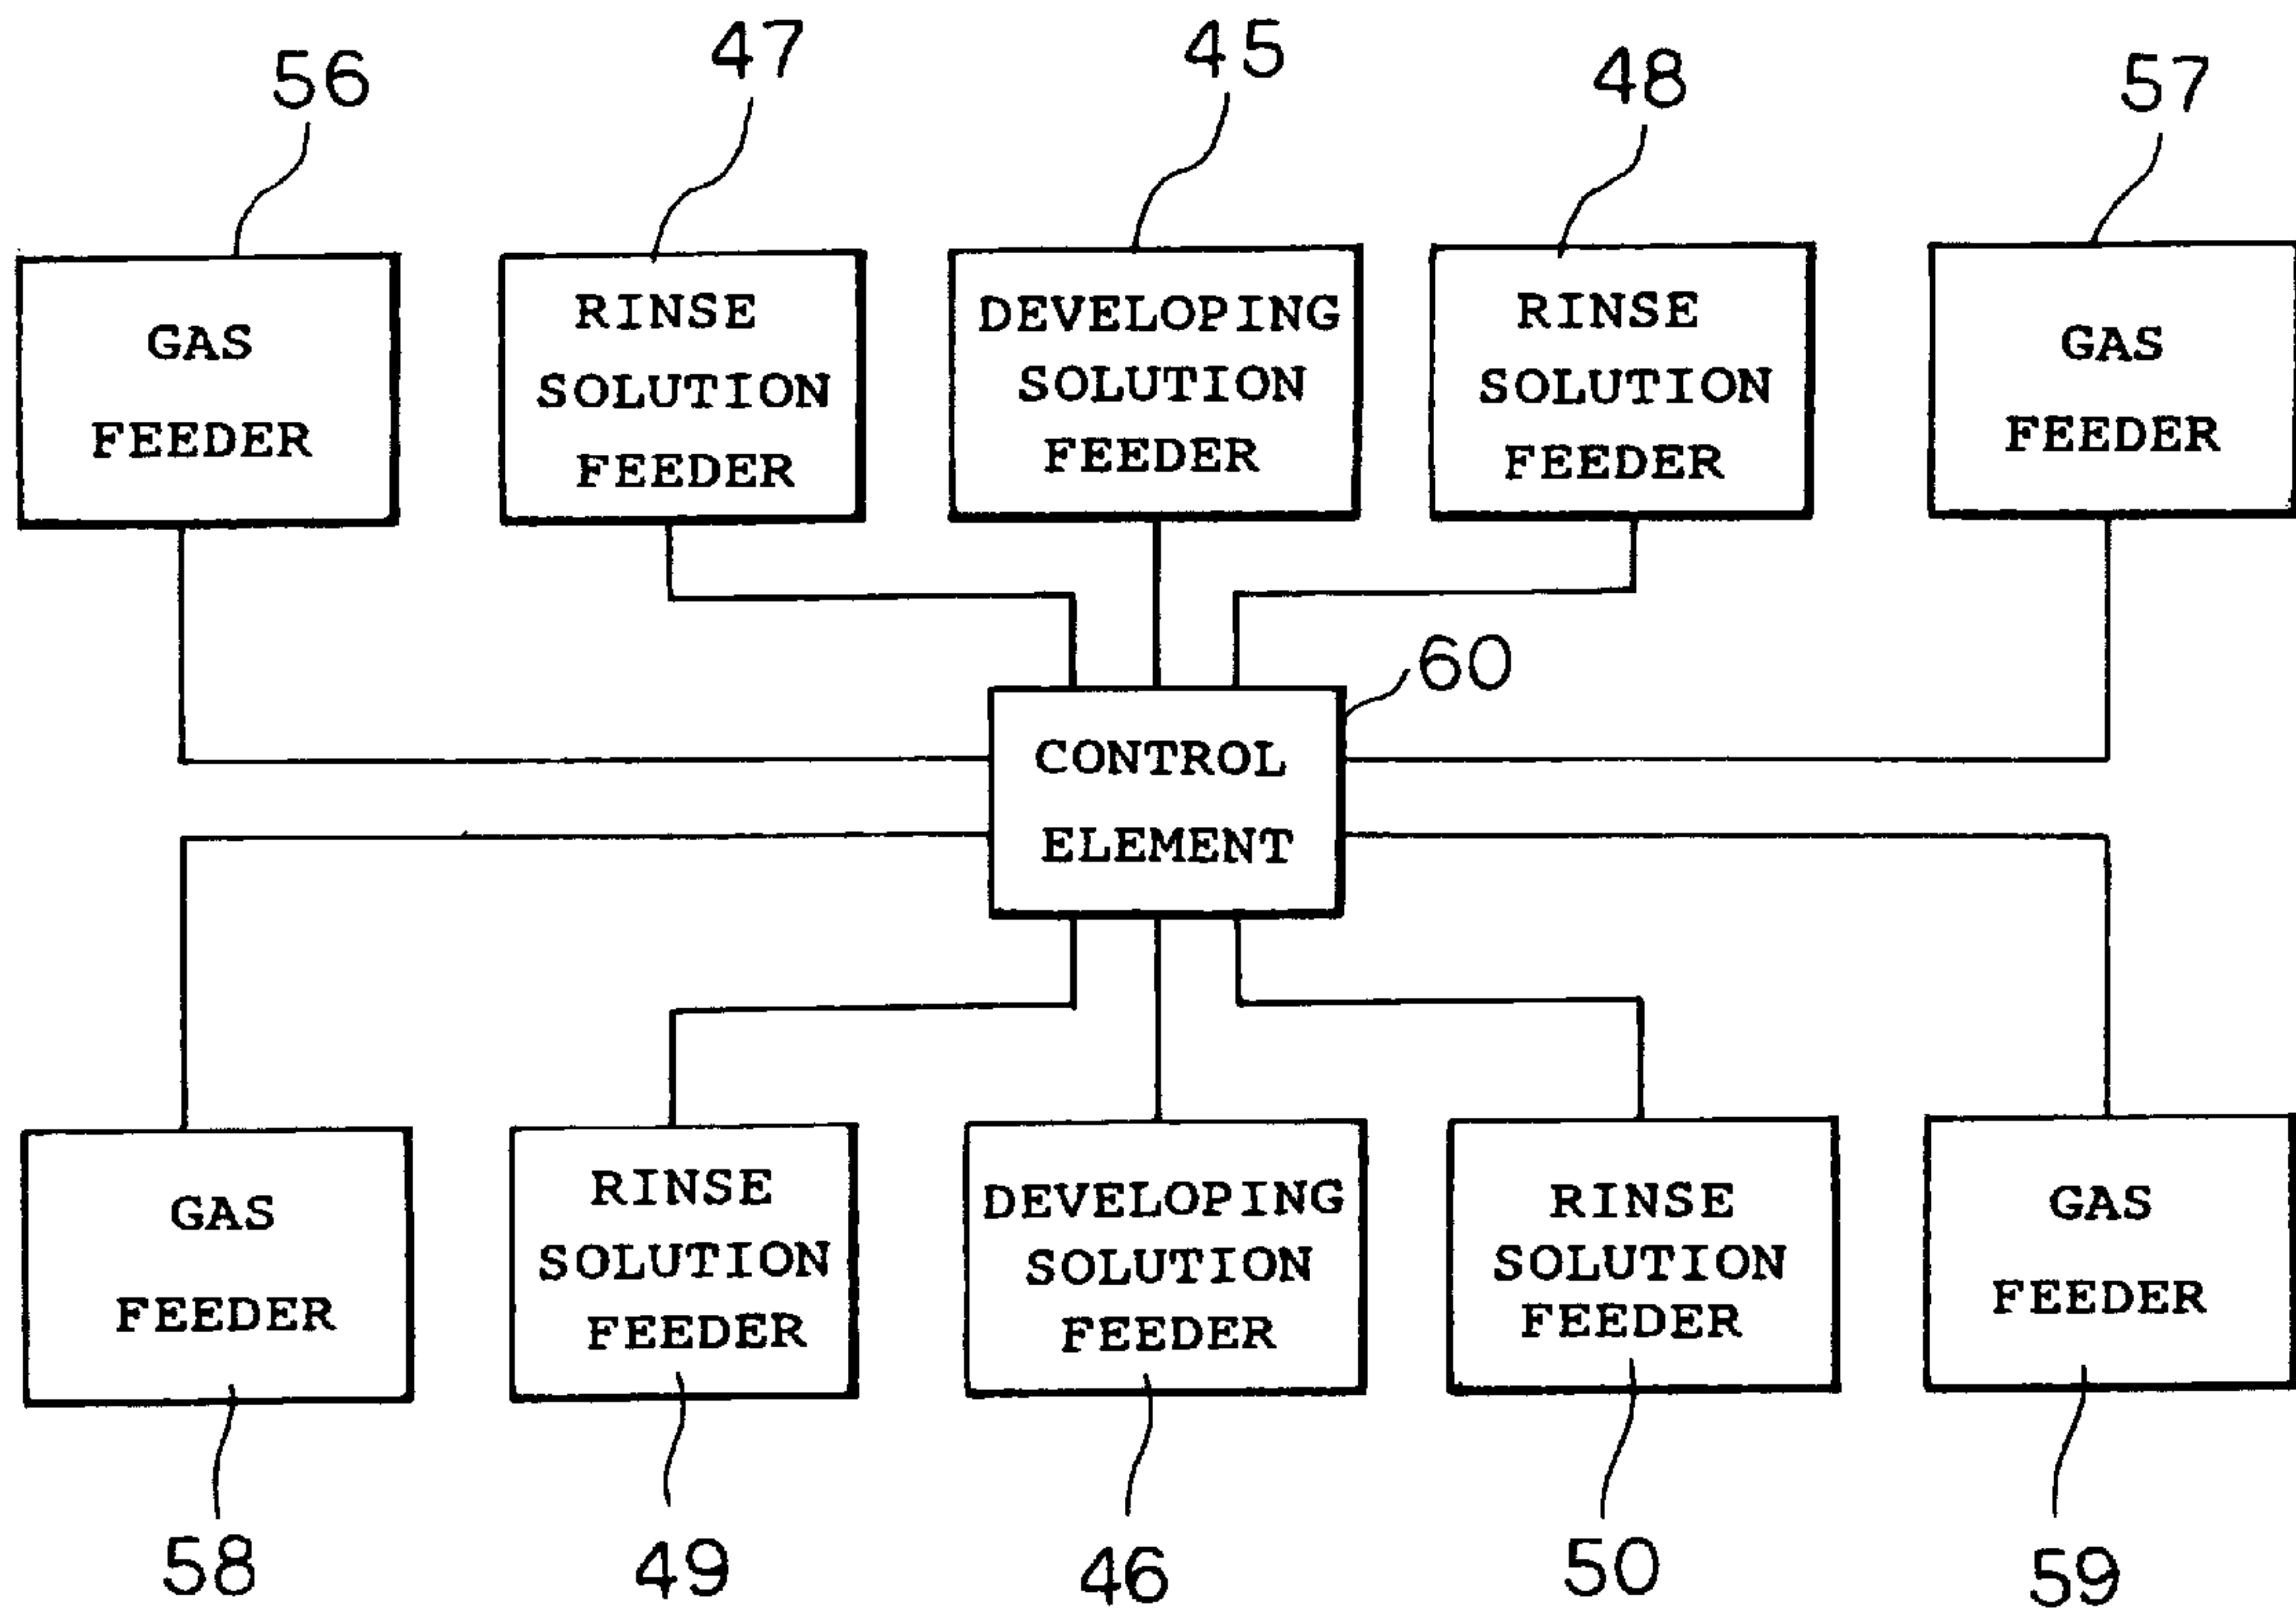 56
47
45
48
57
GAS
FEEDER
RINSE
SOLUTION
FEEDER
DEVELOPING
SOLUTION
FEEDER
RINSE
SOLUTION
FEEDER
GAS
FEEDER
60
CONTROL
ELEMENT
GAS
FEEDER
RINSE
SOLUTION
FEEDER
DEVELOPING
SOLUTION
FEEDER
RINSE
SOLUTION
FEEDER
GAS
FEEDER
58
49
46
50
59